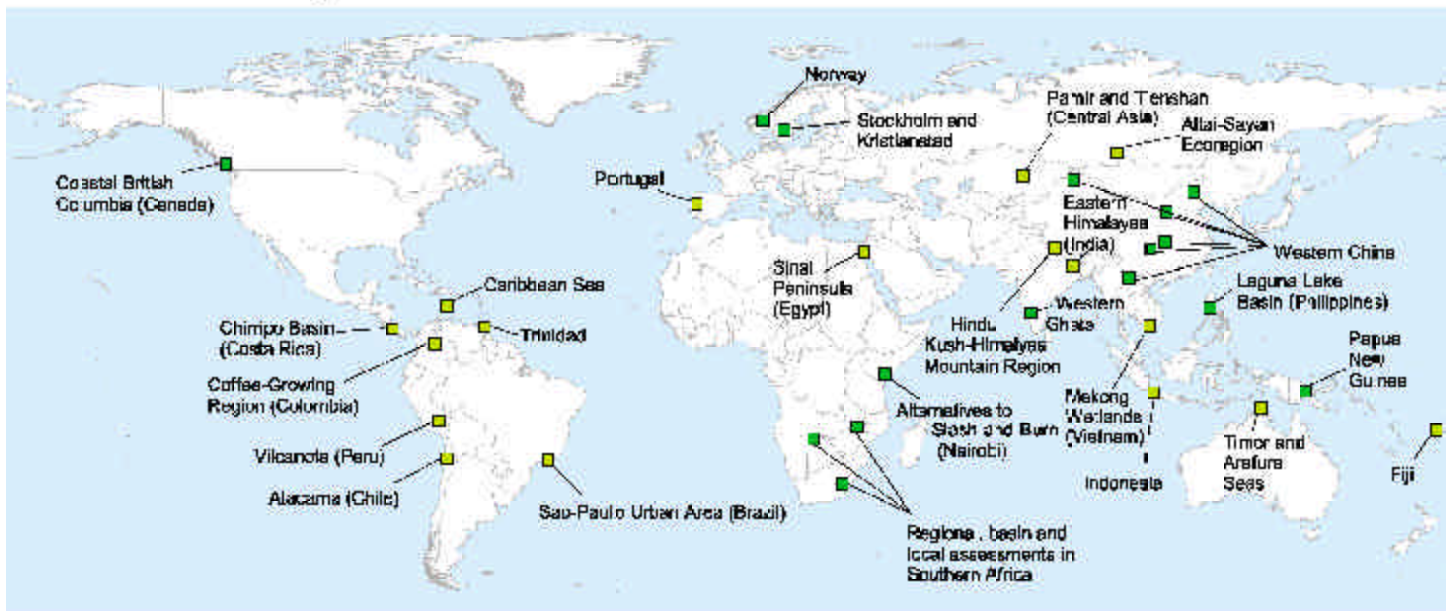 Norway
Stockholm and
Kristianstad
Pamir and Tienshan
(Central Asia)
Altai-Sayan
Ecoregion
Coastal British
Columbia (Canada)
Portugal
Eastern
Himalayas
(India)
Western China
Sinai
Peninsula
(Egypt)
Laguna Lake
Basin (Philippines)
Caribbean Sea
Western
Ghats
Chirripo Basin
(Costa Rica)
Trinidad
Hindu
Kush-Himalyas
Mountain Region
Papua
New
Guinea
Coffee-Growing
Region (Colombia)
Alternatives to
Slash and Burn
(Nairobi)
Mekong
Wetlands
(Vietnam)
Vilcanota (Peru)
Timor and
Arafura
Seas
Fiji
Atacama (Chile)
Indonesia
Sao-Paulo Urban Area (Brazil)
Regional, basin and
local assessments in
Southern Africa